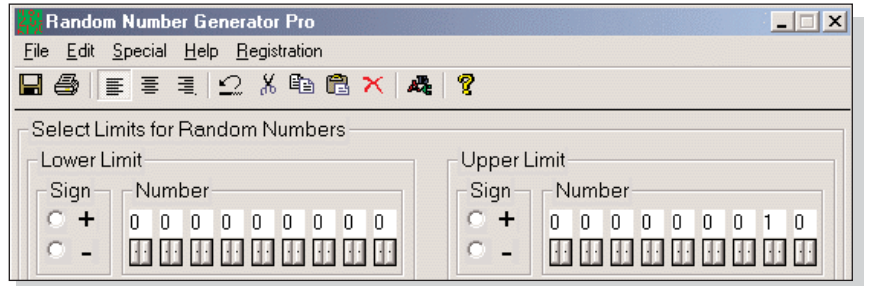 Random Number Generator Pro
File Edit Special Help Registration
Select Limits for Random Numbers
Lower Limit Upper Limit
Sign Number Sign Number
+ 0 0 0 0 0 0 0 0 0 + 0 0 0 0 0 0 0 1 0
- -